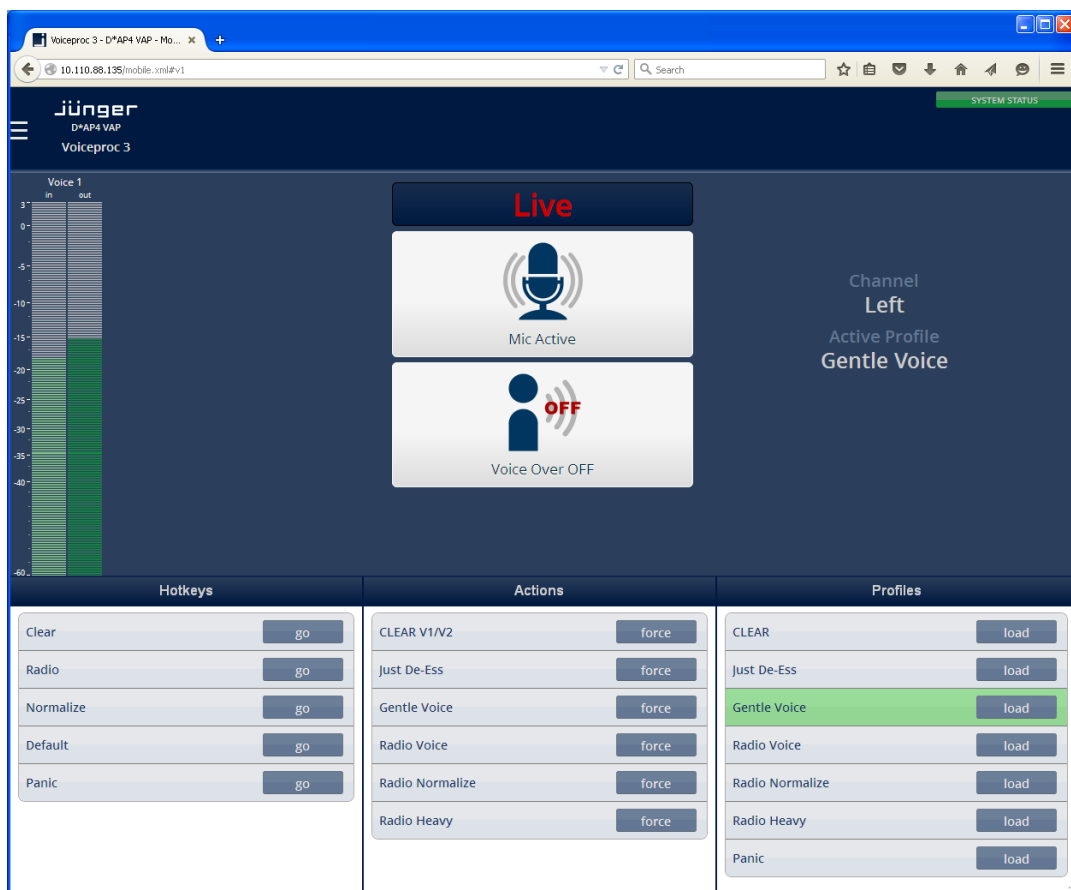 Voiceproc 3 - D*AP4 VAP - Mo...
10.110.88.135/mobile.xml#v1
Search
jünger
D*AP4 VAP
Voiceproc 3
SYSTEM STATUS
Voice 1
in out
3
0
-5
-10
-15
-20
-25
-30
-35
-40
-60
Live
Mic Active
OFF
Voice Over OFF
Channel
Left
Active Profile
Gentle Voice
Hotkeys
Clear go
Radio go
Normalize go
Default go
Panic go
Actions
CLEAR V1/V2 force
Just De-Ess force
Gentle Voice force
Radio Voice force
Radio Normalize force
Radio Heavy force
Profiles
CLEAR load
Just De-Ess load
Gentle Voice load
Radio Voice load
Radio Normalize load
Radio Heavy load
Panic load